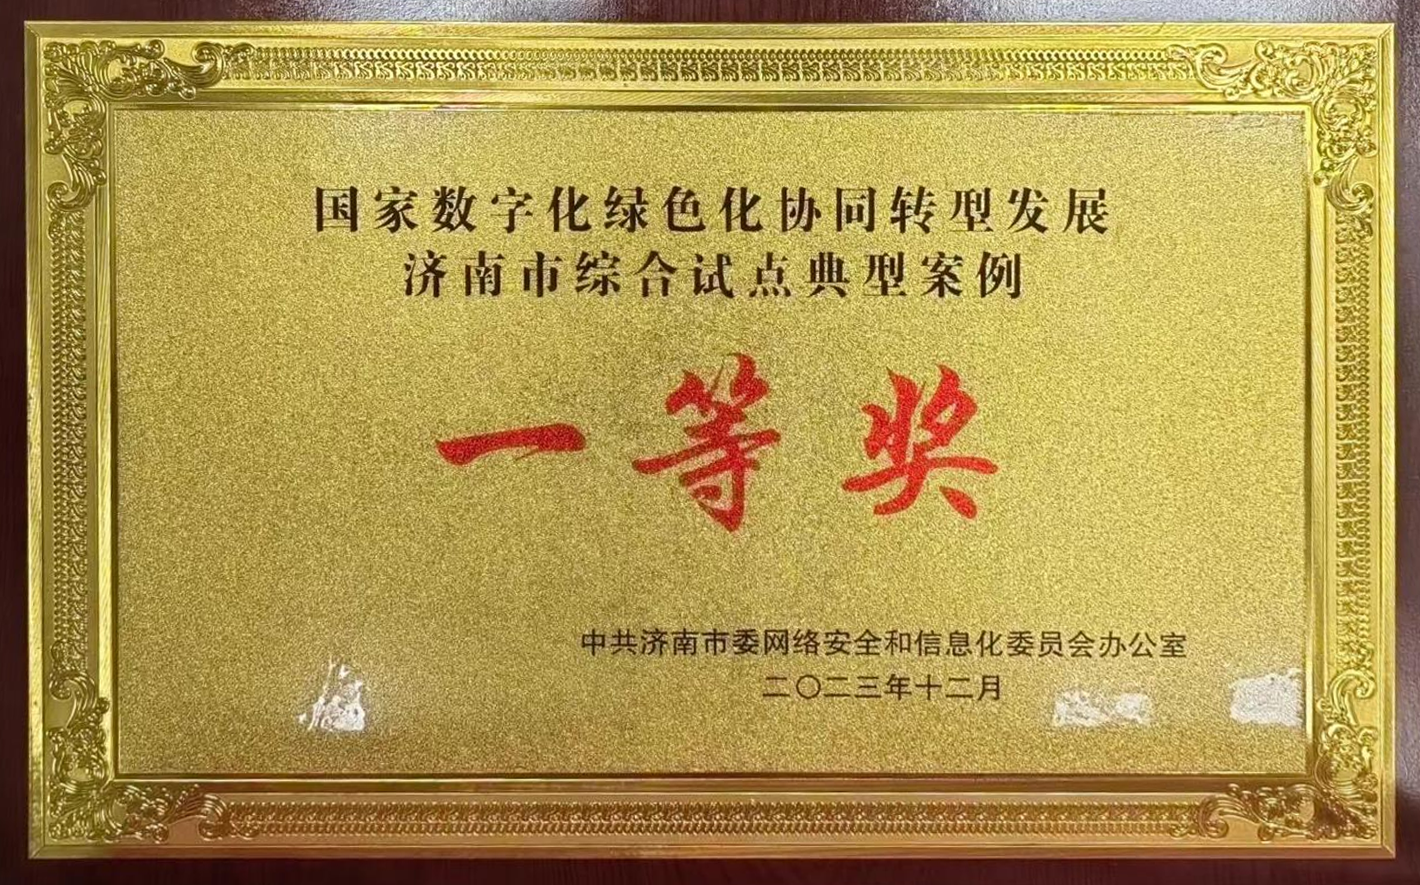 国家数字化绿色化协同转型发展
济南市综合试点典型案例
一等奖
中共济南市委网络安全和信息化委员会办公室
二〇二三年十二月